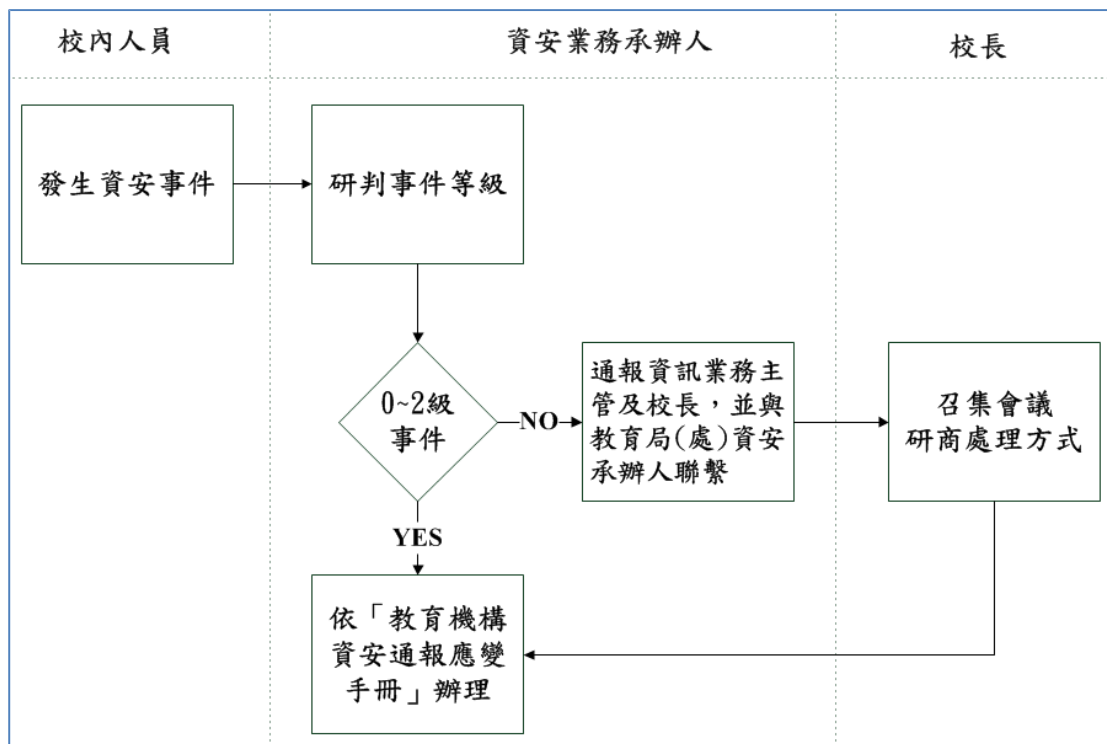 校內人員
資安業務承辦人
校長
發生資安事件
研判事件等級
0~2級
事件
NO
通報資訊業務主
管及校長，並與
教育局(處)資安
承辦人聯繫
召集會議
研商處理方式
YES
依「教育機構
資安通報應變
手冊」辦理